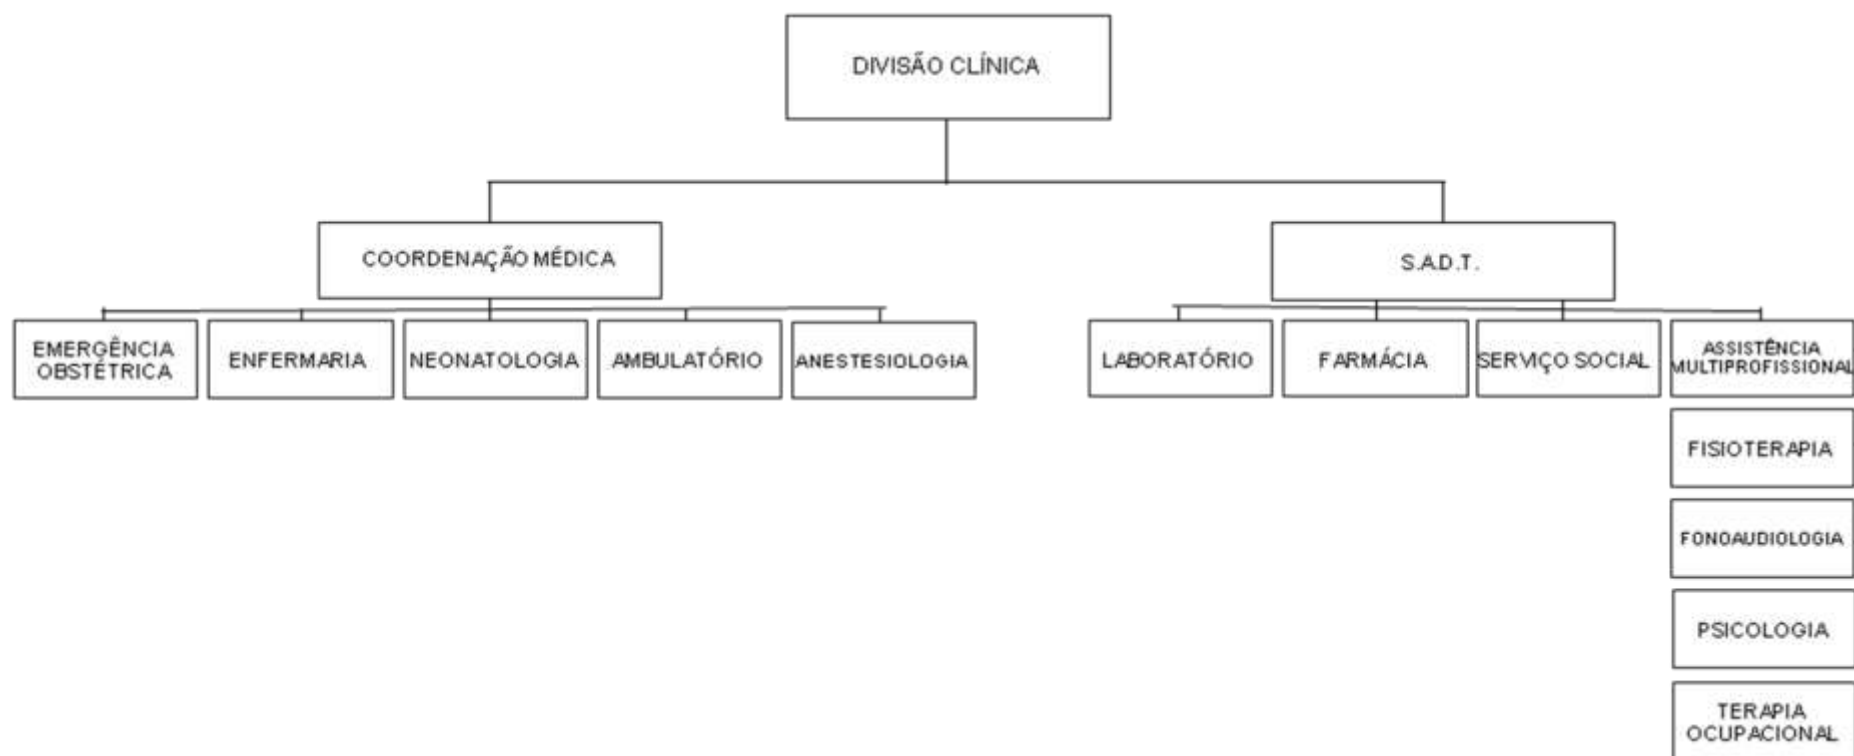 DIVISÃO CLÍNICA
COORDENAÇÃO MÉDICA
S.A.D.T.
EMERGÊNCIA
OBSTÉTRICA
ENFERMARIA
NEONATOLOGIA
AMBULATÓRIO
ANESTESIOLOGIA
LABORATÓRIO
FARMÁCIA
SERVIÇO SOCIAL
ASSISTÊNCIA
MULTIPROFISSIONAL
FISIOTERAPIA
FONOAUDIOLOGIA
PSICOLOGIA
TERAPIA
OCUPACIONAL